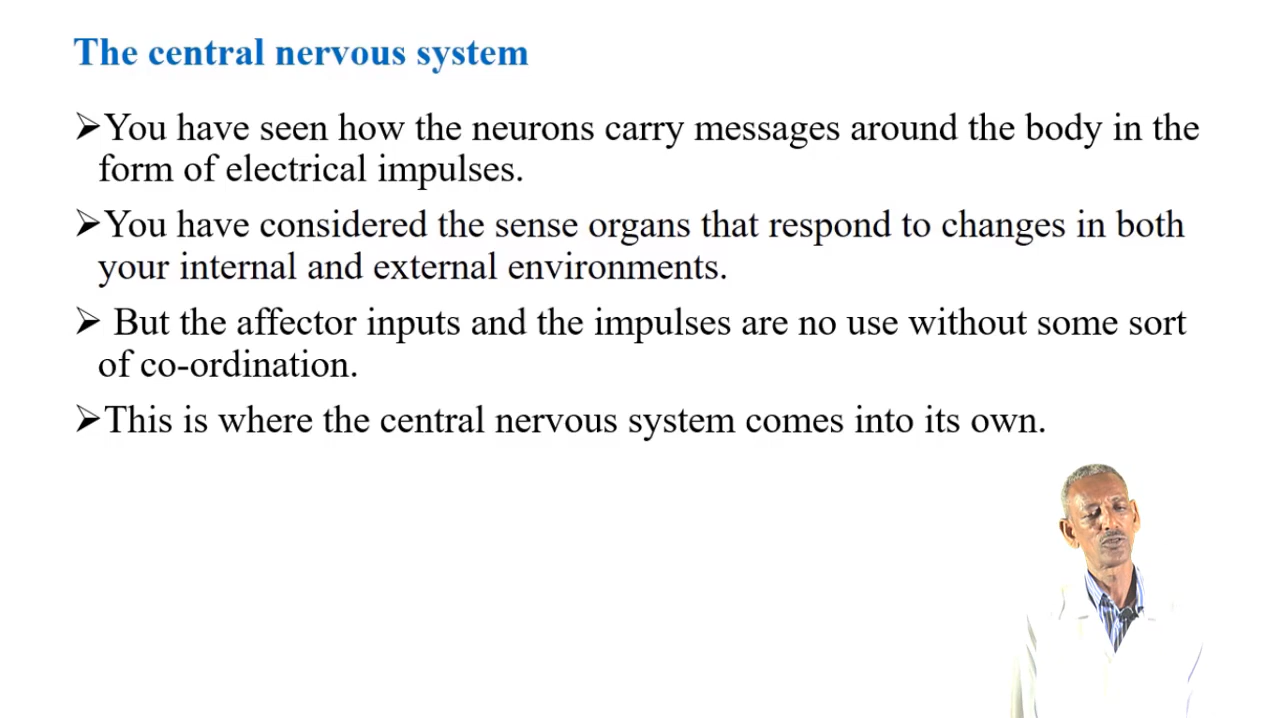 The central nervous system
➢You have seen how the neurons carry messages around the body in the
form of electrical impulses.
➢You have considered the sense organs that respond to changes in both
your internal and external environments.
➢ But the affector inputs and the impulses are no use without some sort
of co-ordination.
➢This is where the central nervous system comes into its own.